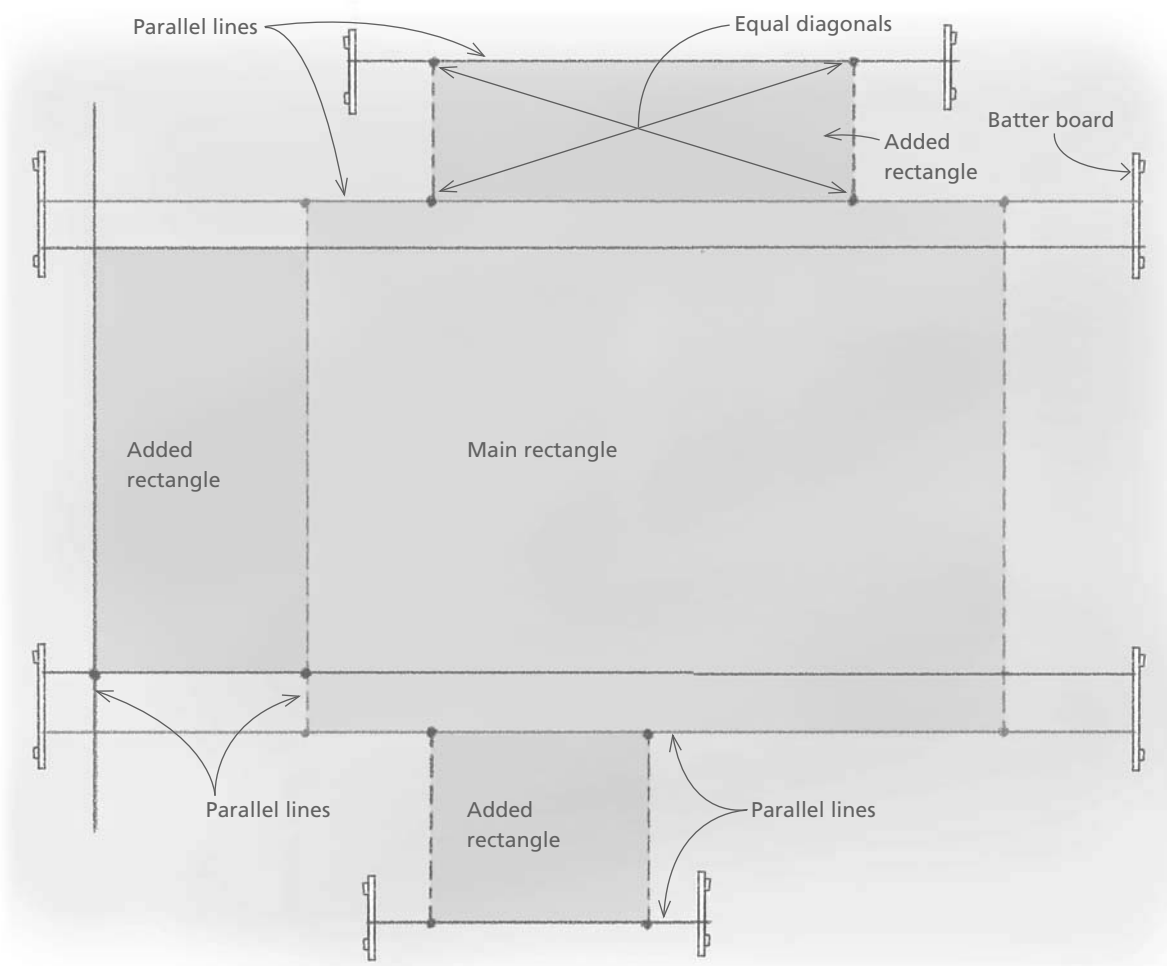 Parallel lines
Equal diagonals
Batter board
Added
rectangle
Added
rectangle
Main rectangle
Parallel lines
Added
rectangle
Parallel lines